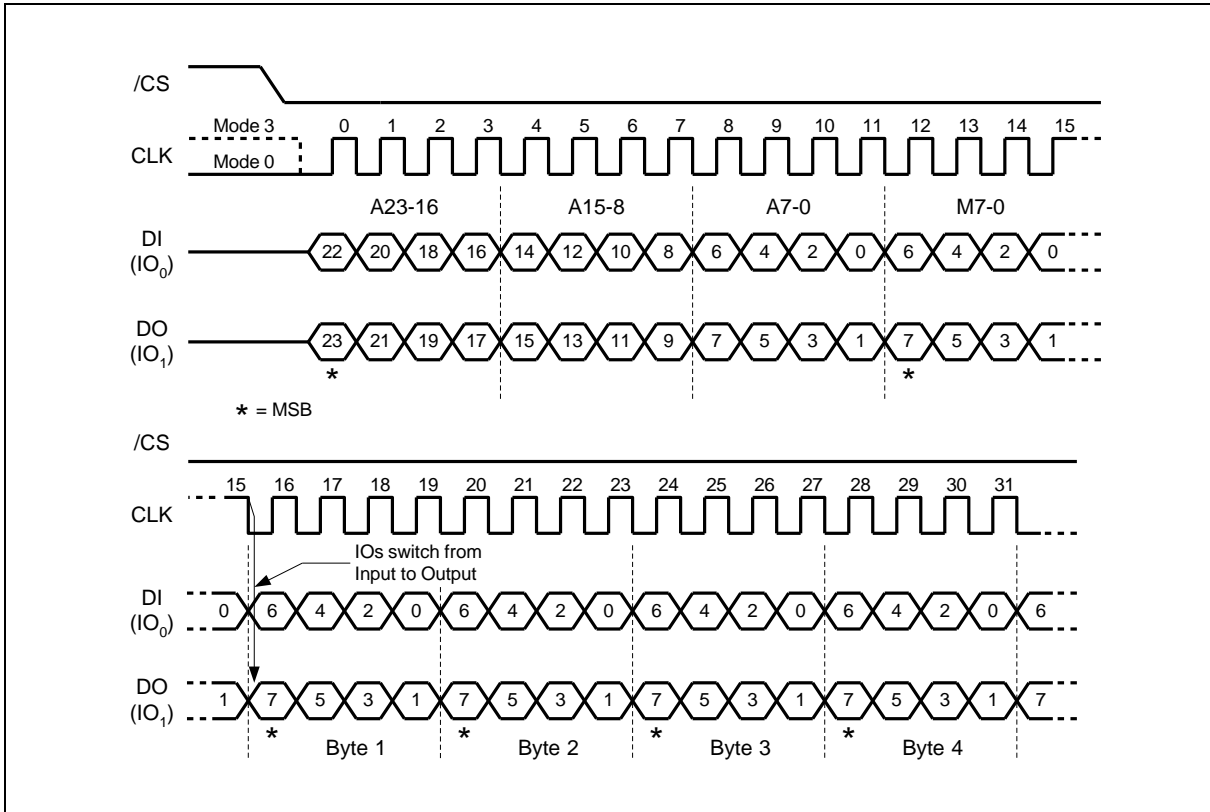 /CS
Mode 3 0 1 2 3 4 5 6 7 8 9 10 11 12 13 14 15
CLK Mode 0
A23-16 A15-8 A7-0 M7-0
DI
(IO0) 22 20 18 16 14 12 10 8 6 4 2 0 6 4 2 0
DO
(IO1) 23 21 19 17 15 13 11 9 7 5 3 1 7 5 3 1
* *
* = MSB
/CS
15 16 17 18 19 20 21 22 23 24 25 26 27 28 29 30 31
CLK
IOs switch from
Input to Output
DI
(IO0) 0 6 4 2 0 6 4 2 0 6 4 2 0 6 4 2 0 6
DO
(IO1) 1 7 5 3 1 7 5 3 1 7 5 3 1 7 5 3 1 7
* * * *
Byte 1 Byte 2 Byte 3 Byte 4